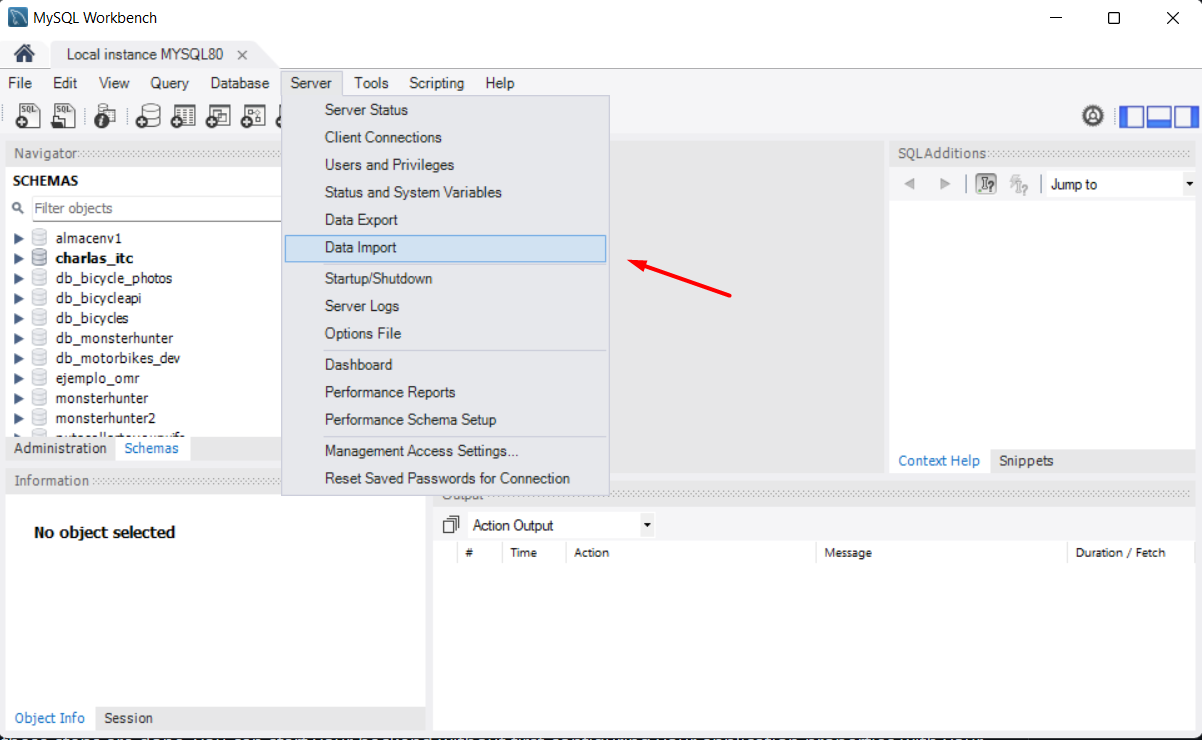 MySQL Workbench
Local instance MYSQL80
File Edit View Query Database Server Tools Scripting Help
SQL SQL
Server Status
Client Connections
Users and Privileges
Status and System Variables
Data Export
Data Import
Startup/Shutdown
Server Logs
Options File
Dashboard
Performance Reports
Performance Schema Setup
Management Access Settings...
Reset Saved Passwords for Connection
Navigator
SCHEMAS
Filter objects
almacenv1
charlas_itc
db_bicycle_photos
db_bicycleapi
db_bicycles
db_monsterhunter
db_motorbikes_dev
ejemplo_omr
monsterhunter
monsterhunter2
Administration Schemas
Information
No object selected
Object Info Session
SQLAdditions
Jump to
Context Help Snippets
Output
Action Output
# Time Action Message Duration / Fetch